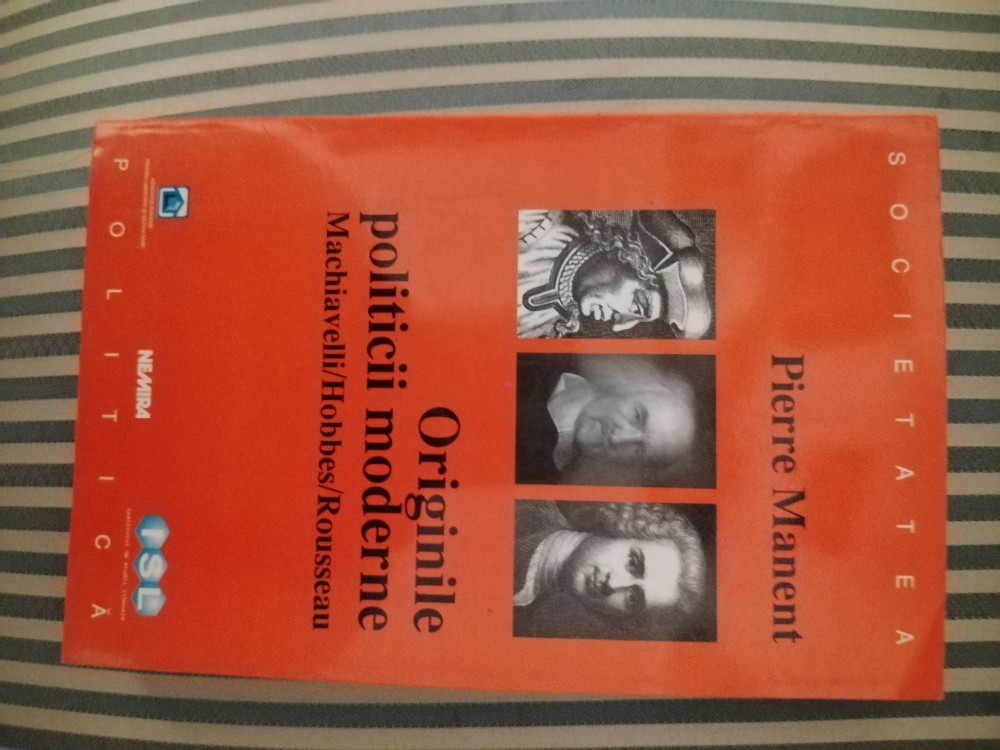 SOCIETATEA
Pierre Manent
Originile
politicii moderne
Machiavelli/Hobbes/Rousseau
NEMIRA
ISL
POLITICĂ